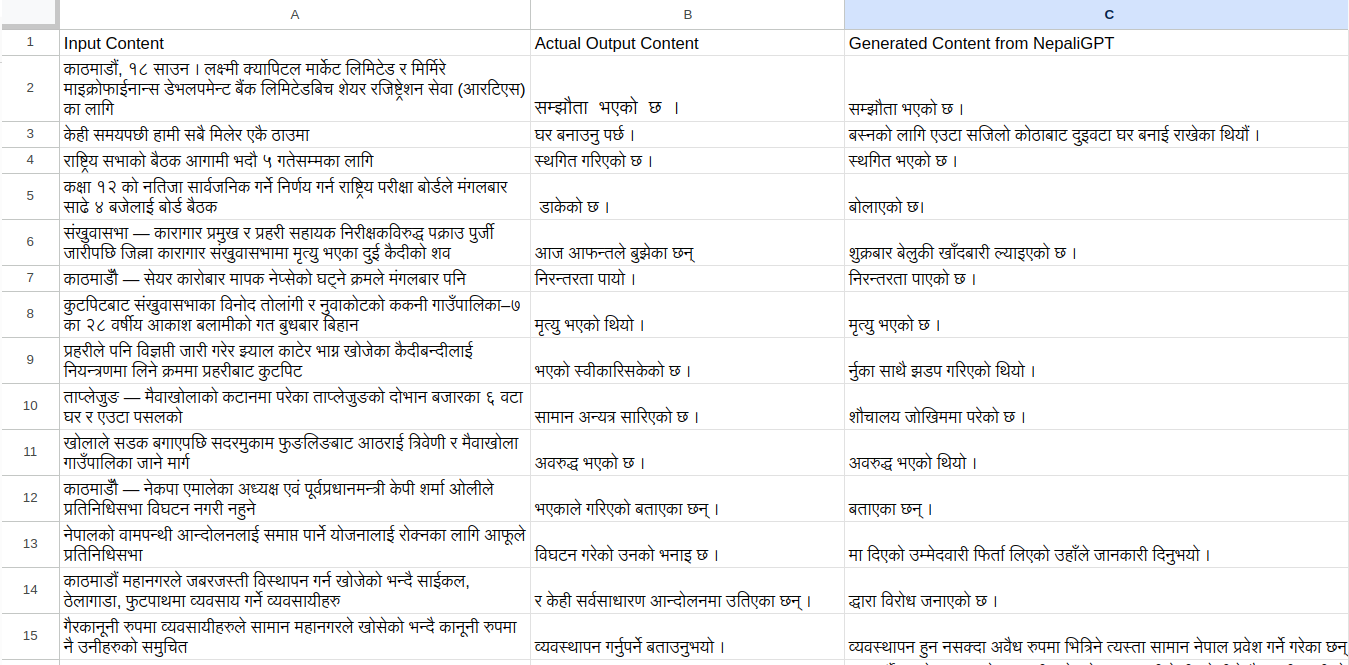 A B C
1 Input Content Actual Output Content Generated Content from NepaliGPT
काठमाडौं, १८ साउन । लक्ष्मी क्यापिटल मार्केट लिमिटेड र मिर्मिरे
2 माइक्रोफाईनान्स डेभलपमेन्ट बैंक लिमिटेडबिच शेयर रजिष्ट्रेशन सेवा (आरटिएस)
का लागि सम्झौता भएको छ । सम्झौता भएको छ ।
3 केही समयपछी हामी सबै मिलेर एकै ठाउमा घर बनाउनु पर्छ । बस्नको लागि एउटा सजिलो कोठाबाट दुइवटा घर बनाई राखेका थियौं ।
4 राष्ट्रिय सभाको बैठक आगामी भदौ ५ गतेसम्मका लागि स्थगित गरिएको छ । स्थगित भएको छ ।
कक्षा १२ को नतिजा सार्वजनिक गर्ने निर्णय गर्न राष्ट्रिय परीक्षा बोर्डले मंगलबार
5 साढे ४ बजेलाई बोर्ड बैठक डाकेको छ । बोलाएको छ।
संखुवासभा — कारागार प्रमुख र प्रहरी सहायक निरीक्षकविरुद्ध पक्राउ पुर्जी
6 जारीपछि जिल्ला कारागार संखुवासभामा मृत्यु भएका दुई कैदीको शव आज आफन्तले बुझेका छन् शुक्रबार बेलुकी खाँदबारी ल्याइएको छ ।
7 काठमाडौँ — सेयर कारोबार मापक नेप्सेको घट्ने क्रमले मंगलबार पनि निरन्तरता पायो । निरन्तरता पाएको छ ।
कुटपिटबाट संखुवासभाका विनोद तोलांगी र नुवाकोटको ककनी गाउँपालिका–७
8 का २८ वर्षीय आकाश बलामीको गत बुधबार बिहान मृत्यु भएको थियो । मृत्यु भएको छ ।
प्रहरीले पनि विज्ञप्ती जारी गरेर झ्याल काटेर भाग्न खोजेका कैदीबन्दीलाई
9 नियन्त्रणमा लिने क्रममा प्रहरीबाट कुटपिट भएको स्वीकारिसकेको छ । र्नुका साथै झडप गरिएको थियो ।
ताप्लेजुङ — मैवाखोलाको कटानमा परेका ताप्लेजुङको दोभान बजारका ६ वटा
10 घर र एउटा पसलको सामान अन्यत्र सारिएको छ । शौचालय जोखिममा परेको छ ।
खोलाले सडक बगाएपछि सदरमुकाम फुङलिङबाट आठराई त्रिवेणी र मैवाखोला
11 गाउँपालिका जाने मार्ग अवरुद्ध भएको छ । अवरुद्ध भएको थियो ।
काठमाडौँ — नेकपा एमालेका अध्यक्ष एवं पूर्वप्रधानमन्त्री केपी शर्मा ओलीले
12 प्रतिनिधिसभा विघटन नगरी नहुने भएकाले गरिएको बताएका छन् । बताएका छन् ।
नेपालको वामपन्थी आन्दोलनलाई समाप्त पार्ने योजनालाई रोक्नका लागि आफूले
13 प्रतिनिधिसभा विघटन गरेको उनको भनाइ छ । मा दिएको उम्मेदवारी फिर्ता लिएको उहाँले जानकारी दिनुभयो ।
काठमाडौं महानगरले जबरजस्ती विस्थापन गर्न खोजेको भन्दै साईकल,
14 ठेलागाडा, फुटपाथमा व्यवसाय गर्ने व्यवसायीहरु र केही सर्वसाधारण आन्दोलनमा उतिएका छन् । द्धारा विरोध जनाएको छ ।
गैरकानूनी रुपमा व्यवसायीहरुले सामान महानगरले खोसेको भन्दै कानूनी रुपमा
15 नै उनीहरुको समुचित व्यवस्थापन गर्नुपर्ने बताउनुभयो । व्यवस्थापन हुन नसक्दा अवैध रुपमा भित्रिने त्यस्ता सामान नेपाल प्रवेश गर्ने गरेका छन्